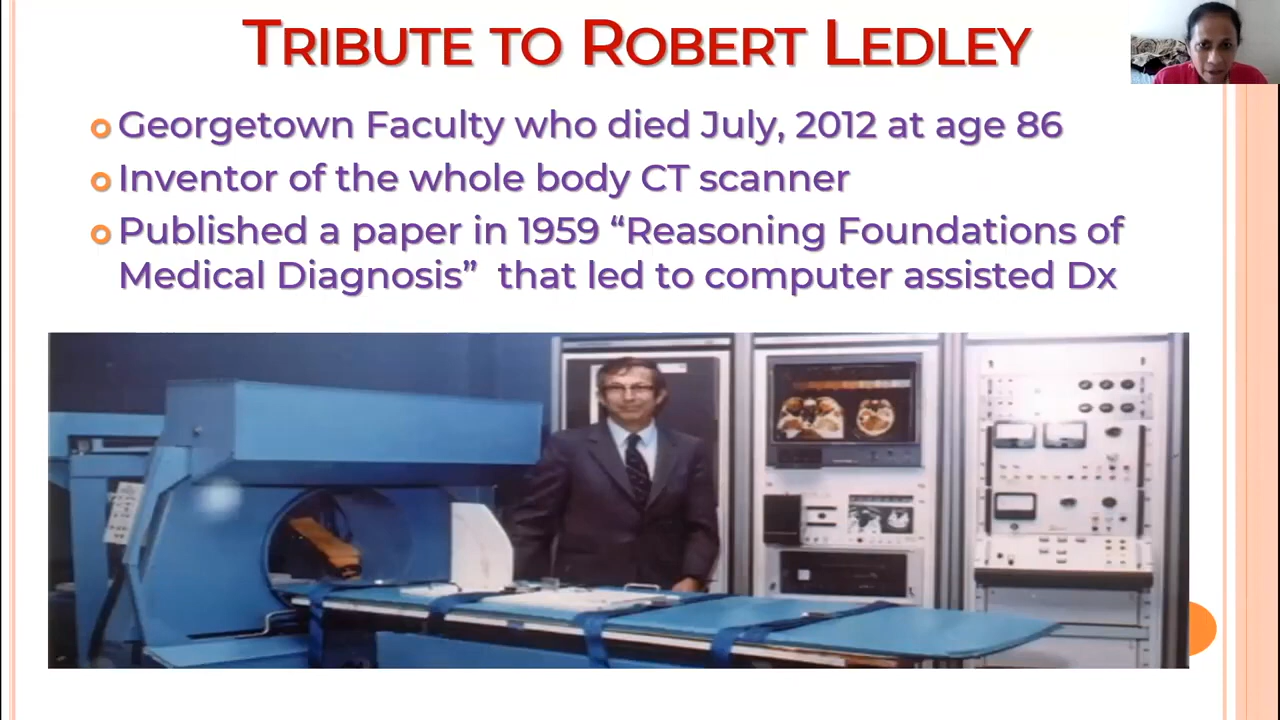 TRIBUTE TO ROBERT LEDLEY
Georgetown Faculty who died July, 2012 at age 86
Inventor of the whole body CT scanner
Published a paper in 1959 “Reasoning Foundations of
Medical Diagnosis” that led to computer assisted Dx